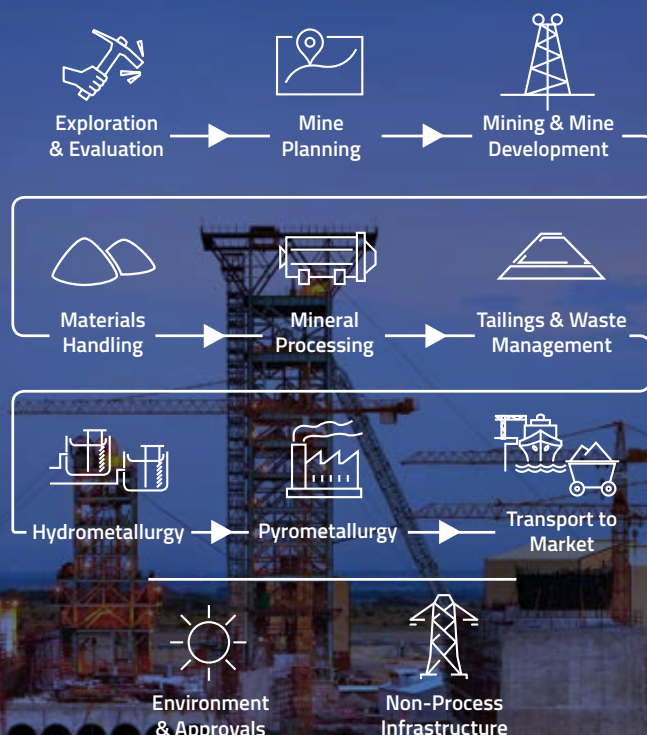 Exploration
& Evaluation
Mine
Planning
Mining & Mine
Development
Materials
Handling
Mineral
Processing
Tailings & Waste
Management
Hydrometallurgy
Pyrometallurgy
Transport to
Market
Environment
& Approvals
Non-Process
Infrastructure